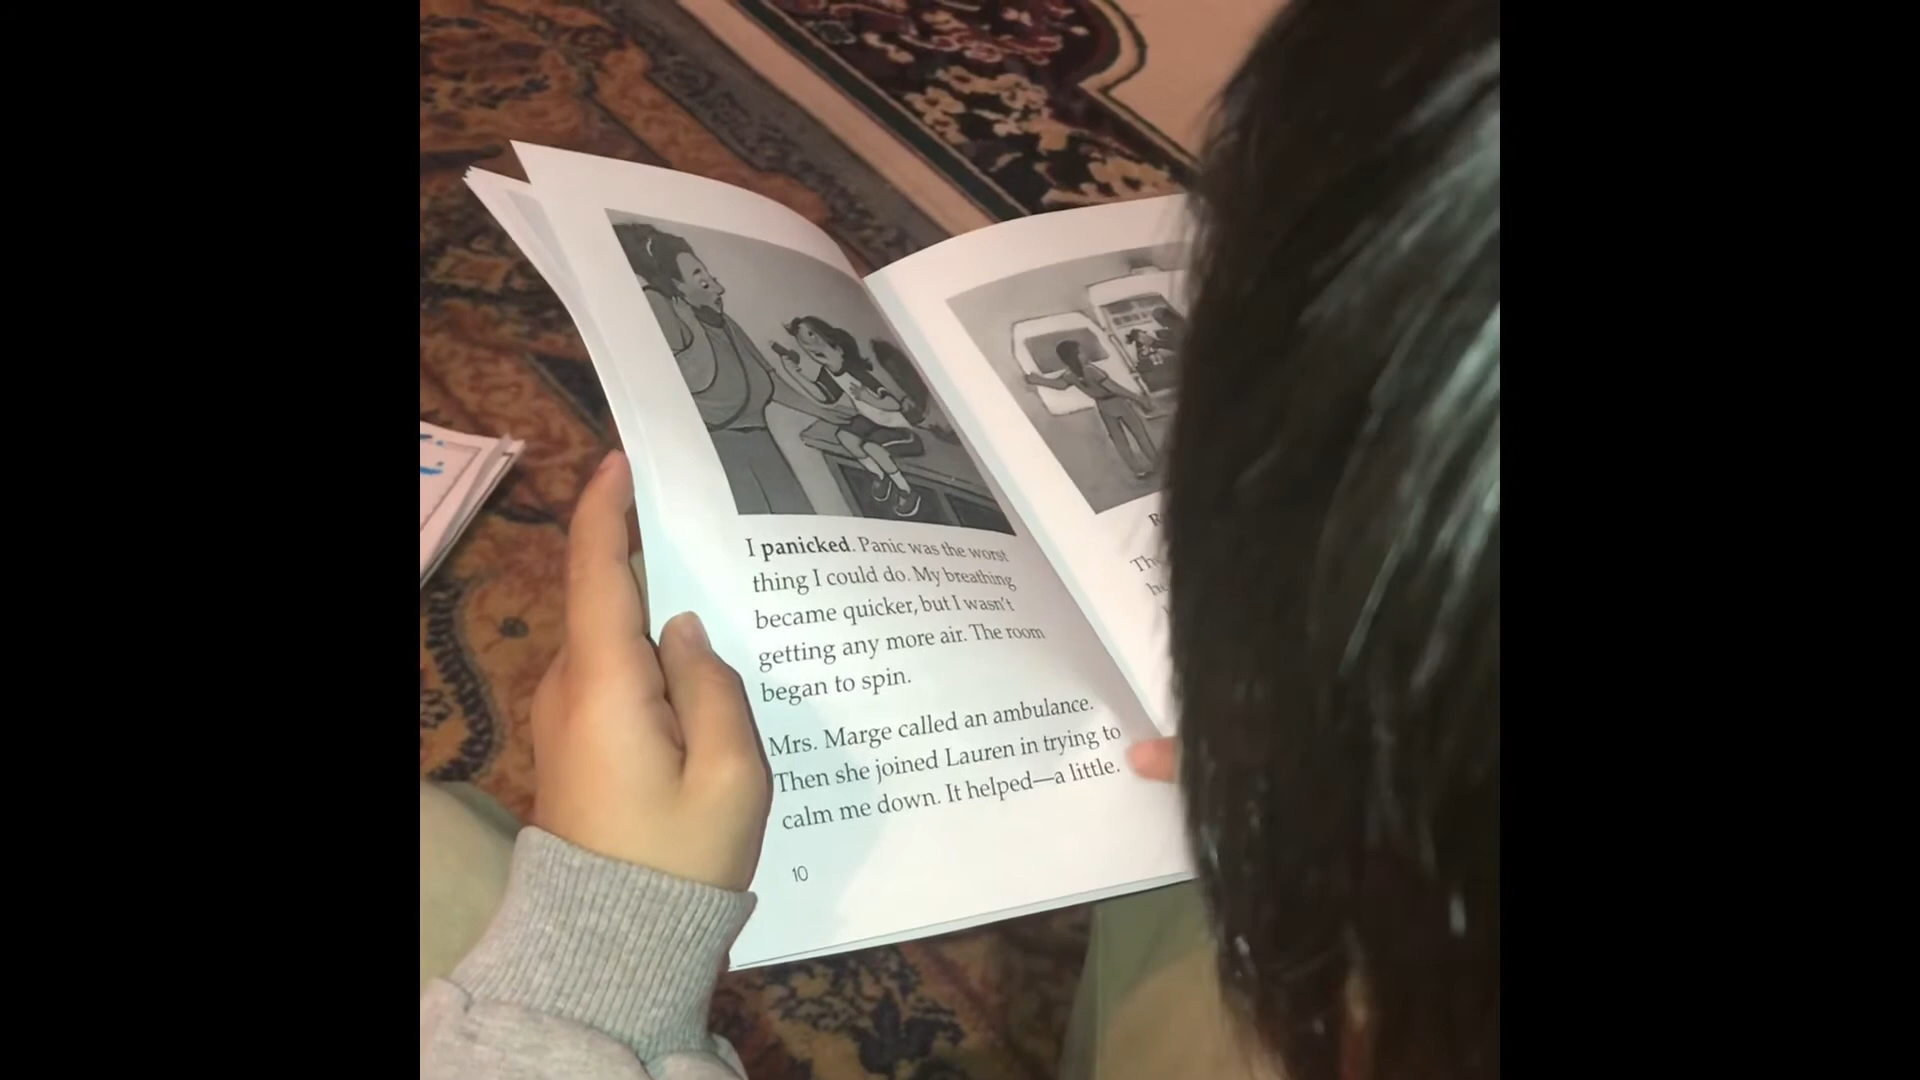 I panicked. Panic was the worst
thing I could do. My breathing
became quicker, but I wasn't
getting any more air. The room
began to spin.
Mrs. Marge called an ambulance.
Then she joined Lauren in trying to
calm me down. It helped—a little.
10